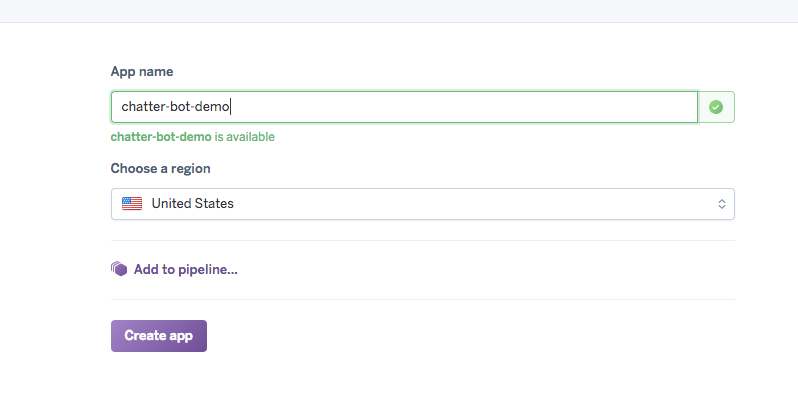 App name
chatter-bot-demo
chatter-bot-demo is available
Choose a region
United States
Add to pipeline...
Create app